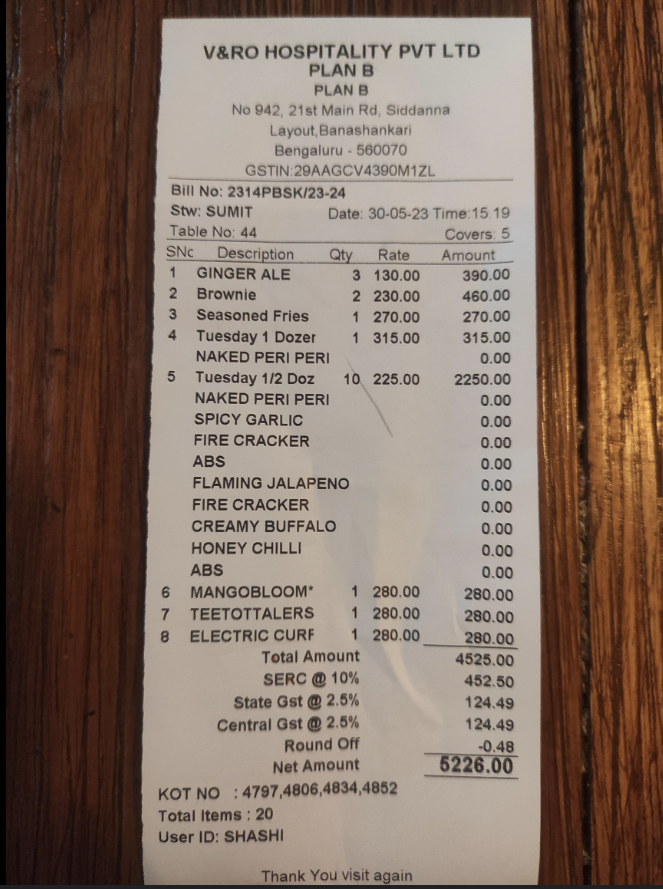 V&RO HOSPITALITY PVT LTD
PLAN B
PLAN B
No 942, 21st Main Rd, Siddanna
Layout,Banashankari
Bengaluru - 560070
GSTIN:29AAGCV4390M1ZL
Bill No: 2314PBSK/23-24
Stw: SUMIT Date: 30-05-23 Time:15.19
Table No: 44 Covers: 5
SNc Description Qty Rate Amount
1 GINGER ALE 3 130.00 390.00
2 Brownie 2 230.00 460.00
3 Seasoned Fries 1 270.00 270.00
4 Tuesday 1 Dozer 1 315.00 315.00
NAKED PERI PERI 0.00
5 Tuesday 1/2 Doz 10 225.00 2250.00
NAKED PERI PERI 0.00
SPICY GARLIC 0.00
FIRE CRACKER 0.00
ABS 0.00
FLAMING JALAPENO 0.00
FIRE CRACKER 0.00
CREAMY BUFFALO 0.00
HONEY CHILLI 0.00
ABS 0.00
6 MANGOBLOOM* 1 280.00 280.00
7 TEETOTTALERS 1 280.00 280.00
8 ELECTRIC CURF 1 280.00 280.00
Total Amount 4525.00
SERC @ 10% 452.50
State Gst @ 2.5% 124.49
Central Gst @ 2.5% 124.49
Round Off -0.48
Net Amount 5226.00
KOT NO : 4797,4806,4834,4852
Total Items : 20
User ID: SHASHI
Thank You visit again